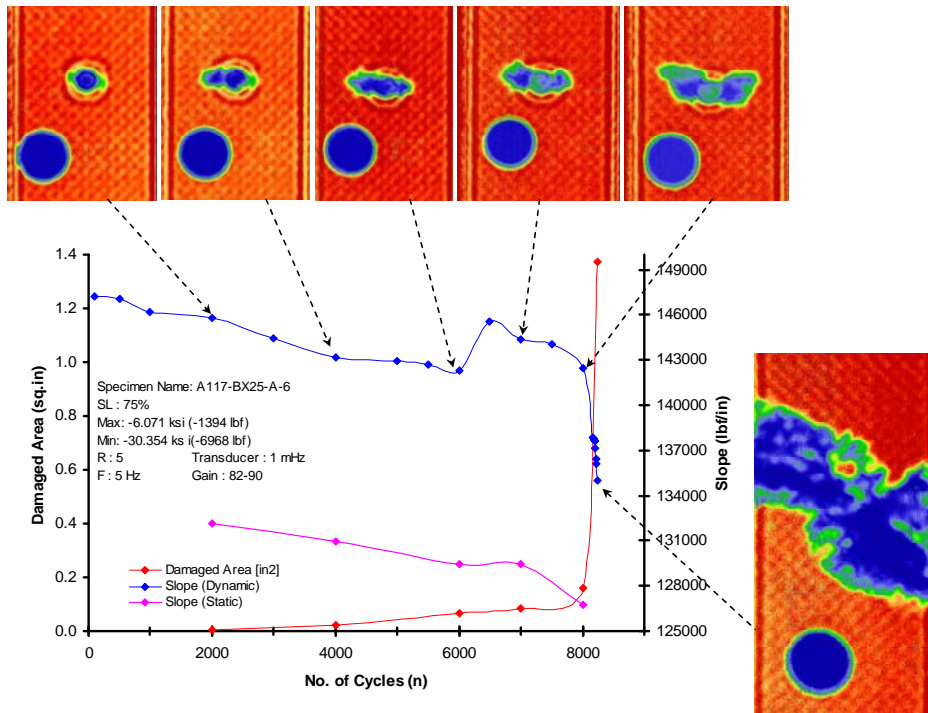 1.4
1.2
1.0
0.8
0.6
0.4
0.2
0.0
Damaged Area (sq.in)
149000
146000
143000
140000
137000
134000
131000
128000
125000
Slope (lbf/in)
Specimen Name: A117-BX25-A-6
SL : 75%
Max: -6.071 ksi (-1394 lbf)
Min: -30.354 ks i(-6968 lbf)
R : 5 Transducer : 1 mHz
F : 5 Hz Gain : 82-90
Damaged Area [in2]
Slope (Dynamic)
Slope (Static)
0 2000 4000 6000 8000
No. of Cycles (n)